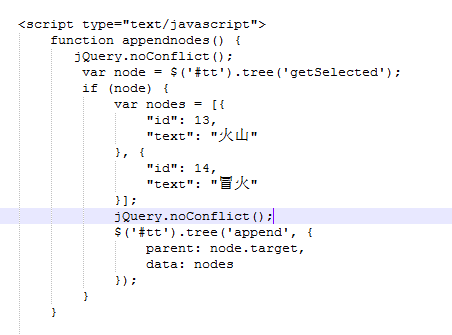 <script type="text/javascript">
    function appendnodes() {
       jQuery.noConflict();
        var node = $('#tt').tree('getSelected');
        if (node) {
            var nodes = [{
                "id": 13,
                "text": "火山"
            }, {
                "id": 14,
                "text": "冒火"
            }];
            jQuery.noConflict();
            $('#tt').tree('append', {
                parent: node.target,
                data: nodes
            });
        }
    }